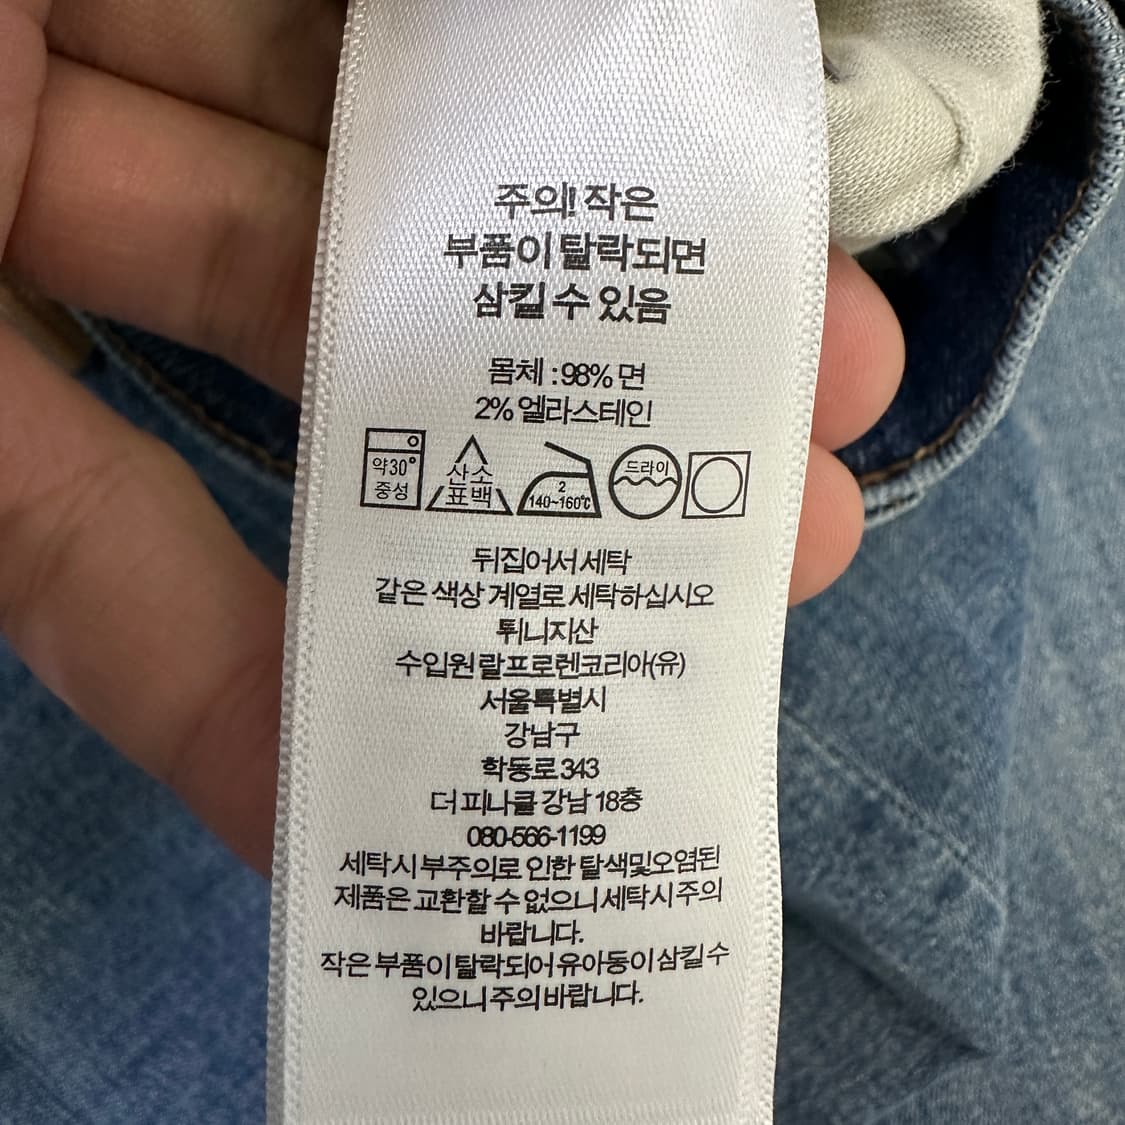 주의! 작은
부품이 탈락되면
삼킬 수 있음
몸체 : 98% 면
2% 엘라스테인
약30°
중성
산소
표백
2
140~160℃
드라이
뒤집어서 세탁
같은 색상 계열로 세탁하십시오
튀니지산
수입원 랄프로렌코리아(유)
서울특별시
강남구
학동로 343
더 피나클 강남 18층
080-566-1199
세탁 시 부주의로 인한 탈색및오염된
제품은 교환할 수 없으니 세탁시 주의
바랍니다.
작은 부품이 탈락되어 유아동이 삼킬 수
있으니 주의 바랍니다.